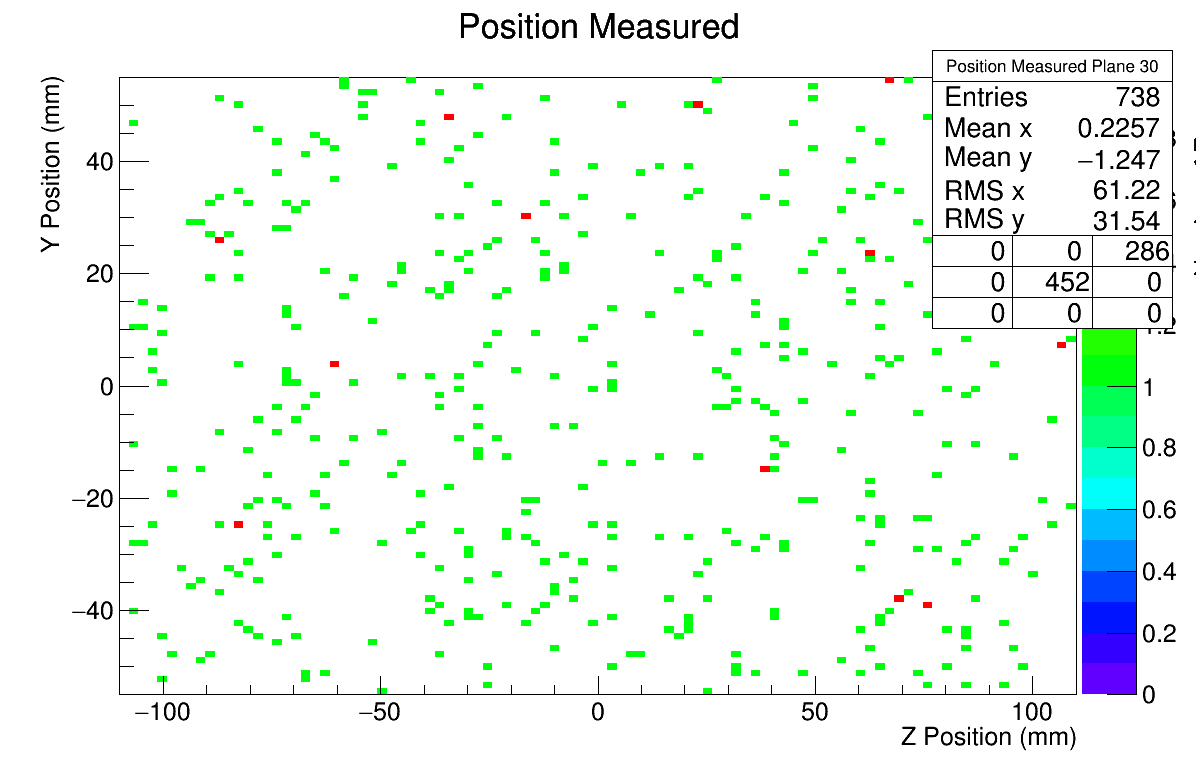 Position Measured
Y Position (mm)
Position Measured Plane 30
Entries 738
Mean x 0.2257
Mean y −1.247
RMS x 61.22
RMS y 31.54
0 0 286
0 452 0
0 0 0
40
20
0
−20
−40
1
0.8
0.6
0.4
0.2
0
−100 −50 0 50 100
Z Position (mm)